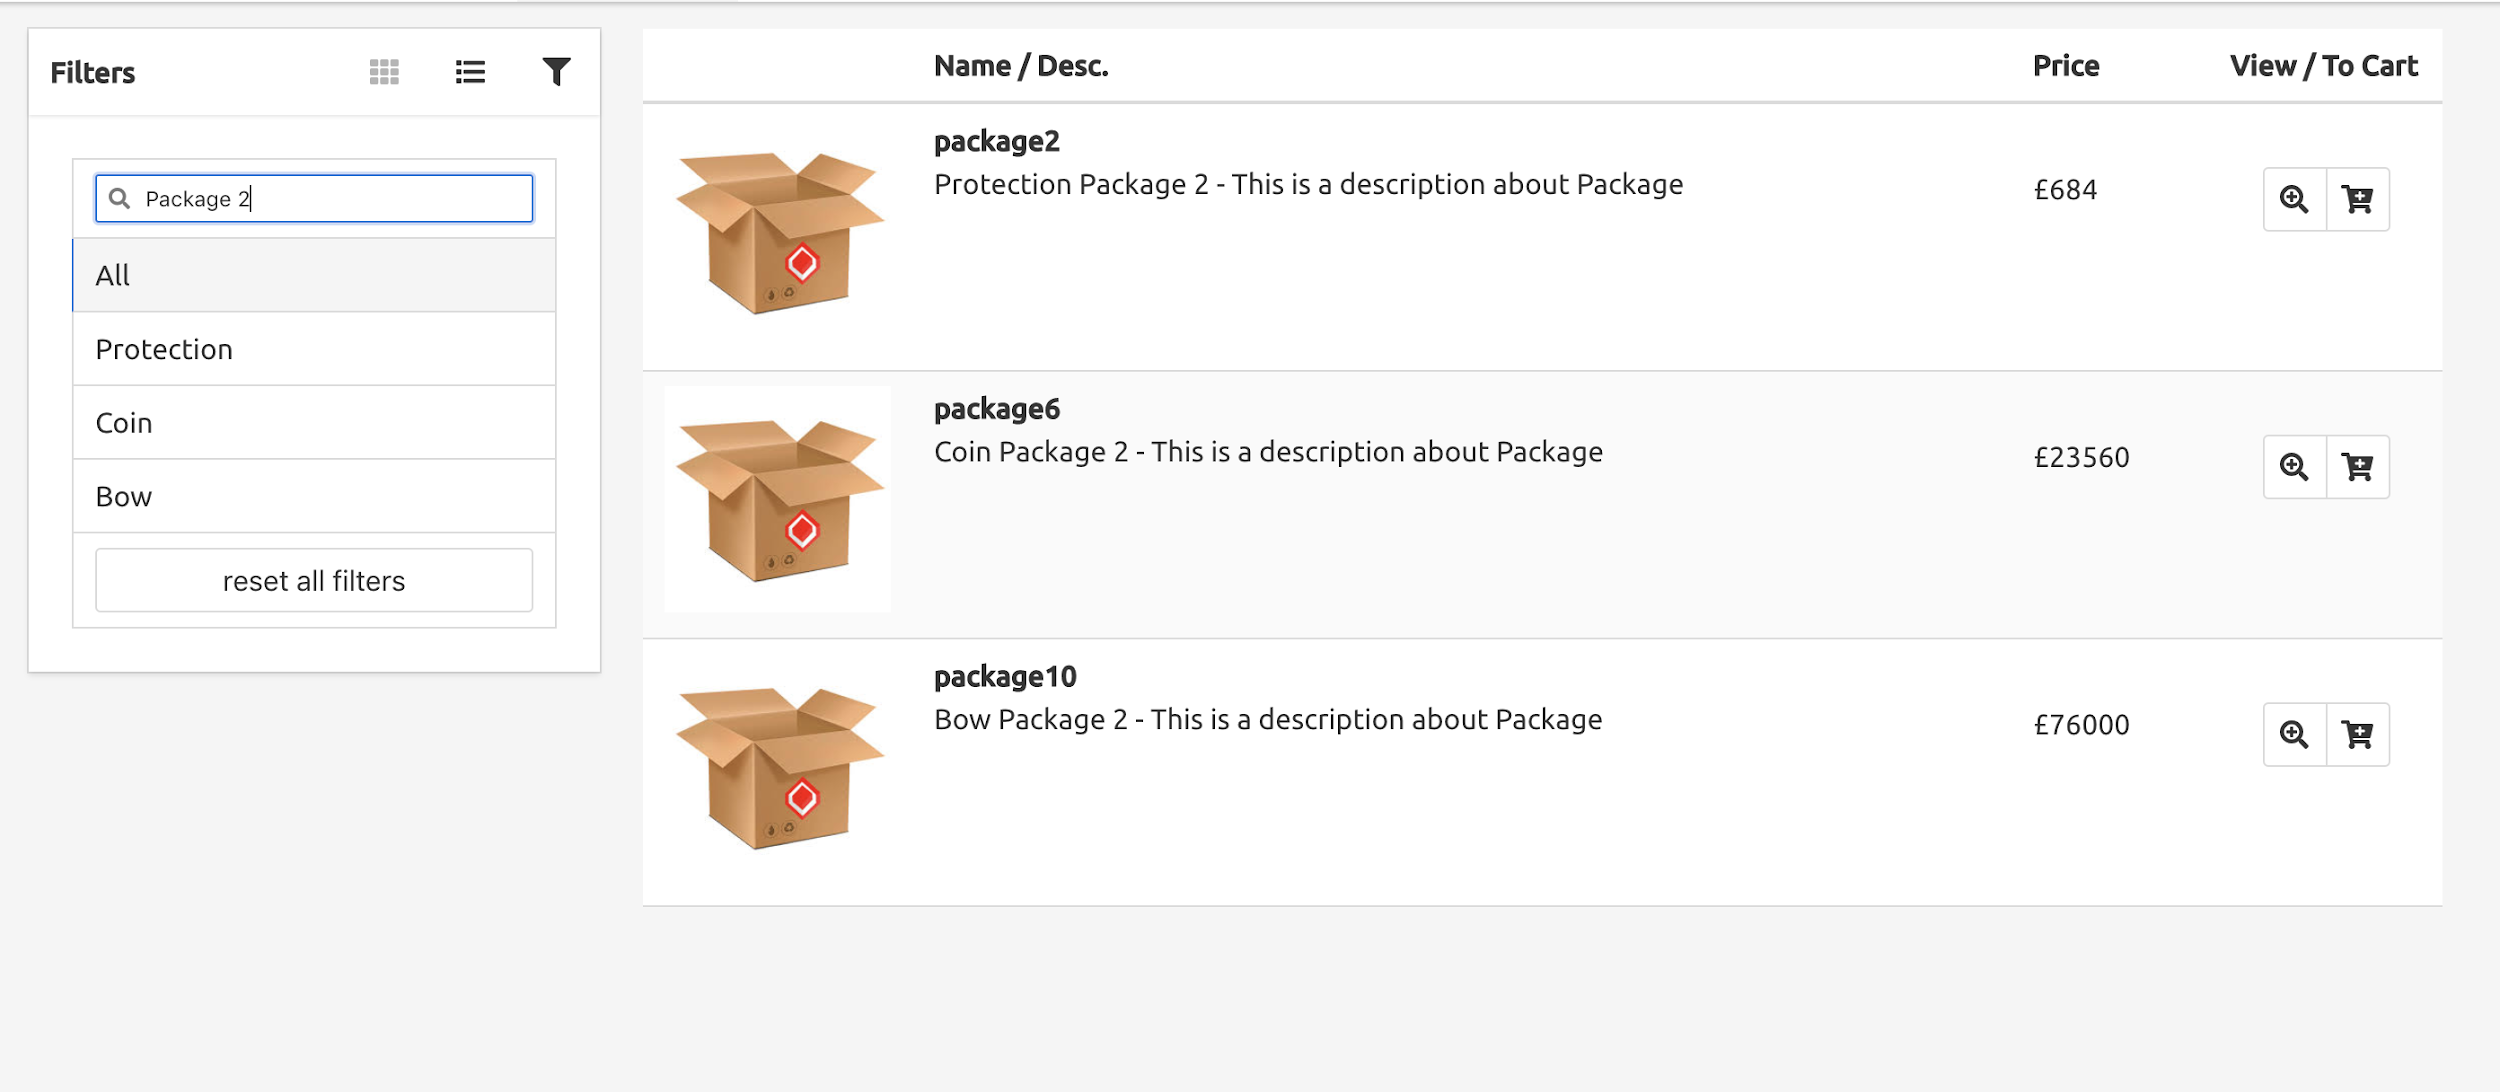 Filters
Package 2
All
Protection
Coin
Bow
reset all filters
Name / Desc. Price View / To Cart
package2
Protection Package 2 - This is a description about Package
£684
package6
Coin Package 2 - This is a description about Package
£23560
package10
Bow Package 2 - This is a description about Package
£76000